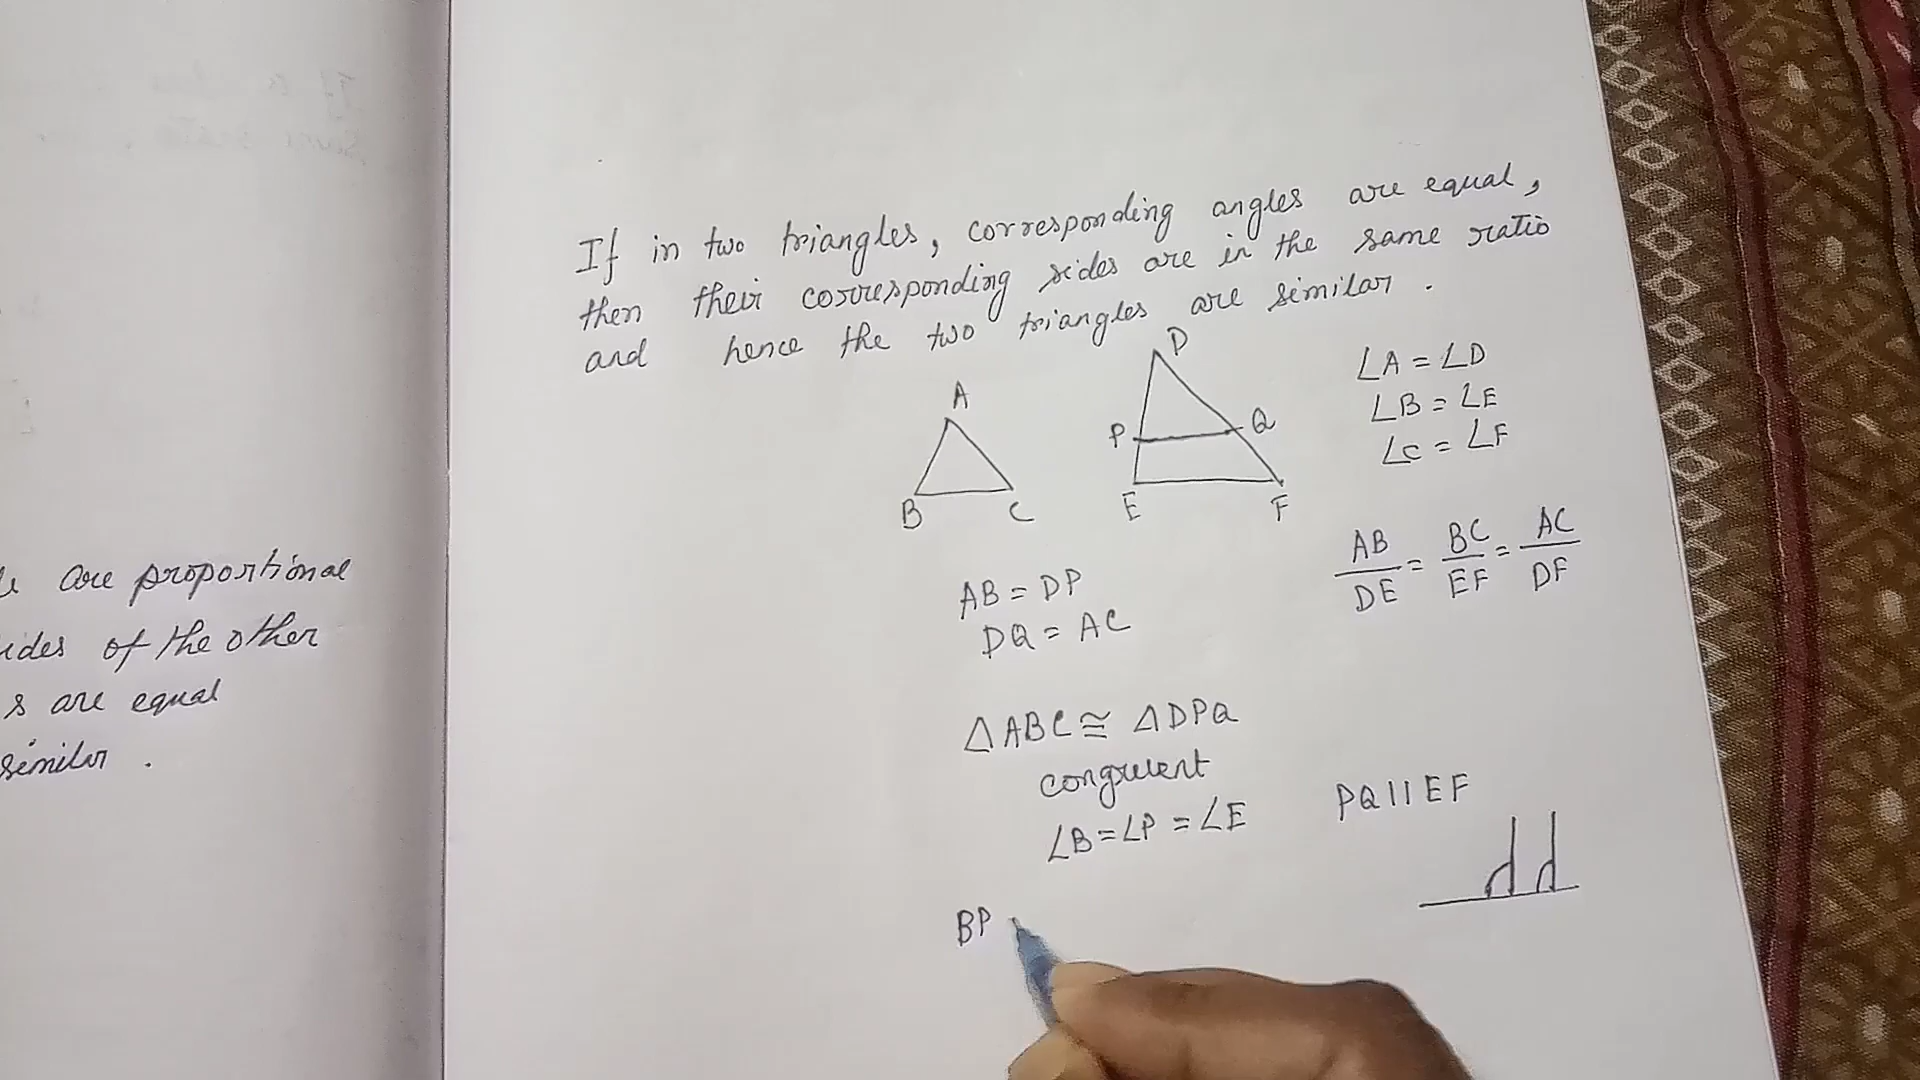 If in two triangles, corresponding angles are equal,
then their corresponding sides are in the same ratio
and hence the two triangles are similar.
A
B
C
D
P
Q
E
F
∠A = ∠D
∠B = ∠E
∠C = ∠F
AB/DE = BC/EF = AC/DF
AB = DP
DQ = AC
△ABC ≅ △DPQ
congruent
∠B = ∠P = ∠E
PQ || EF
BP
are proportional
of the other
s are equal
similar.